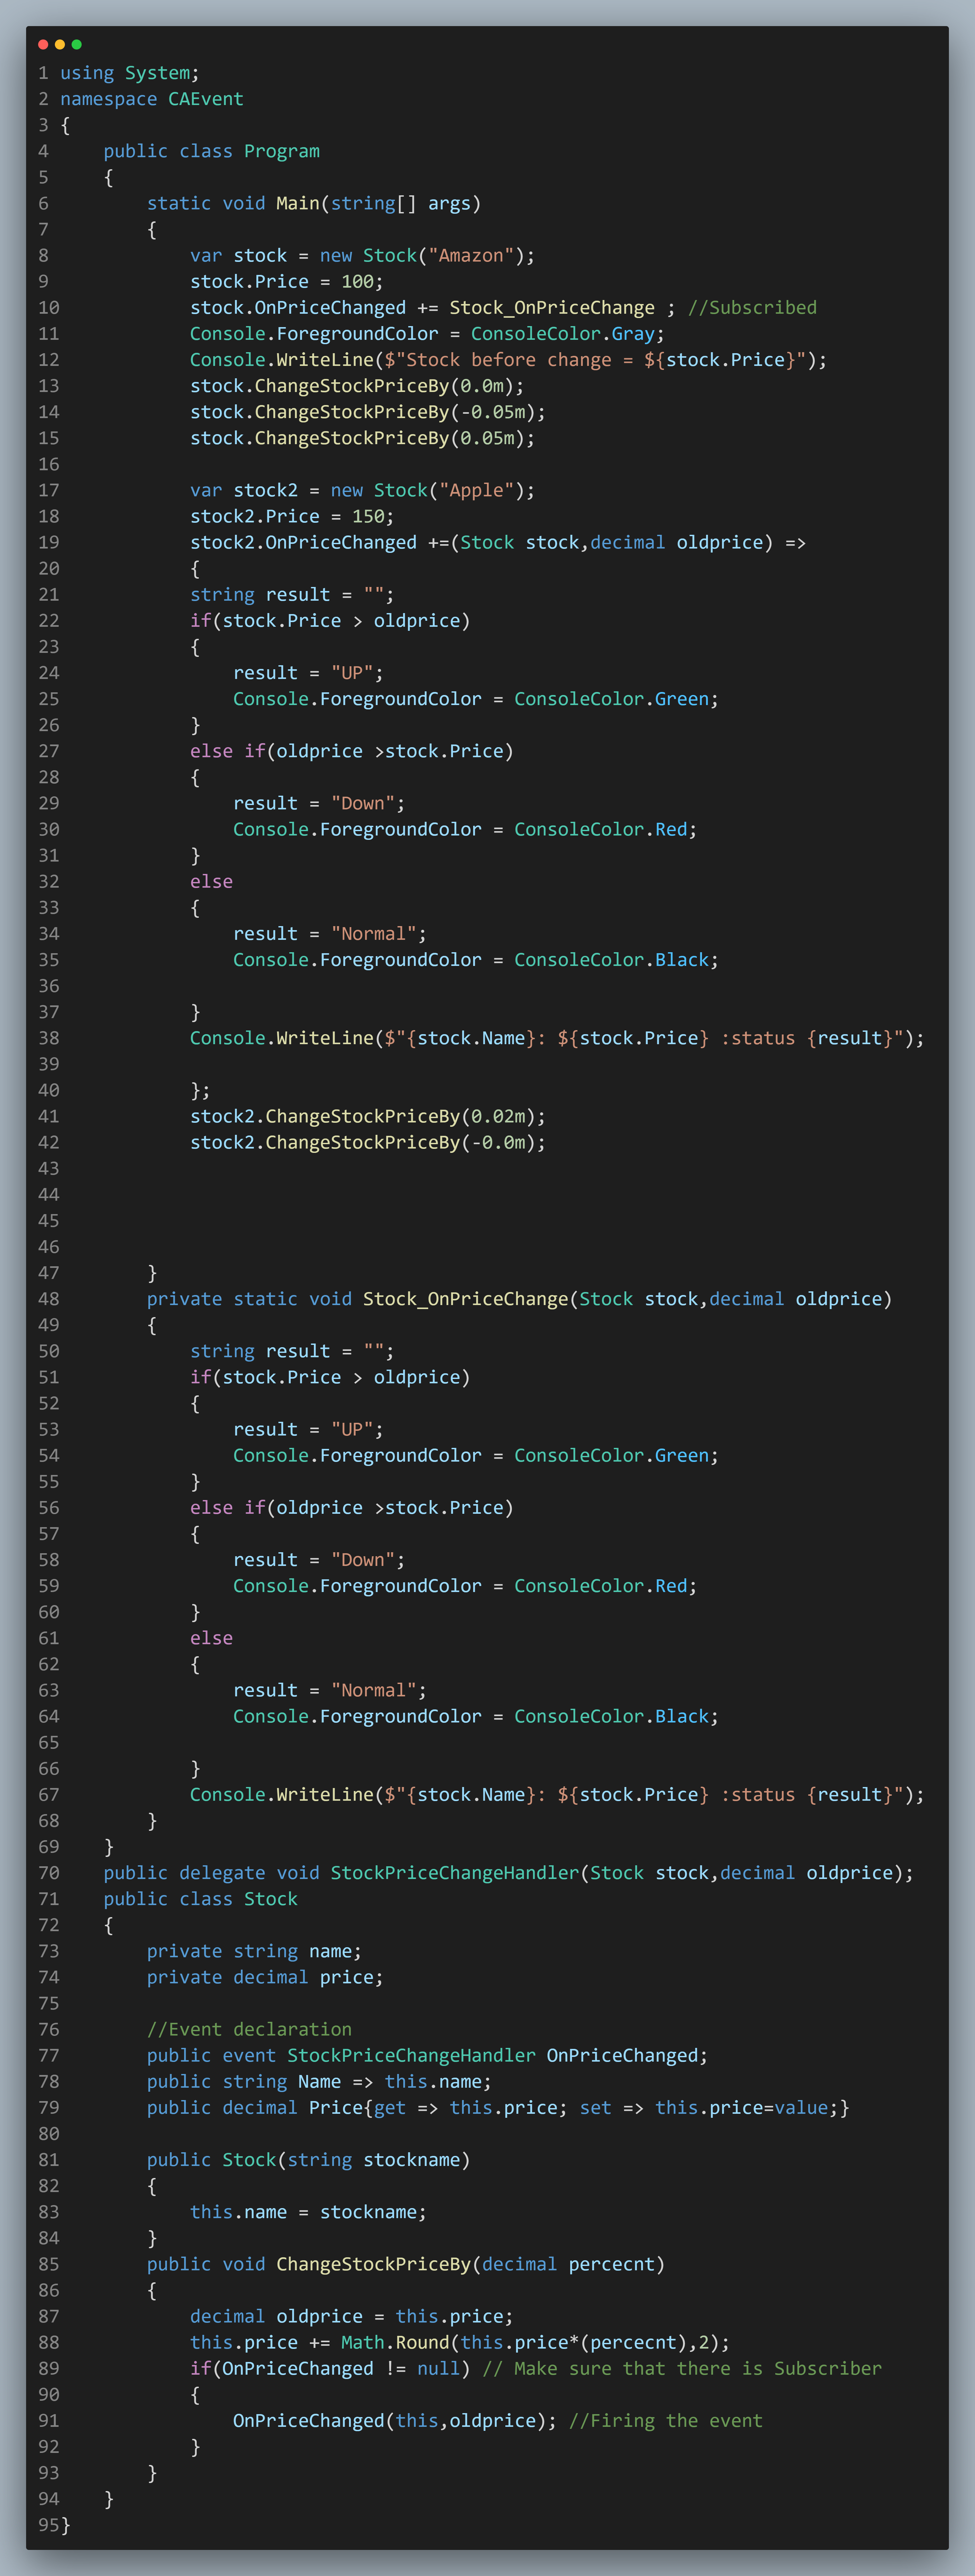 1 using System;
2 namespace CAEvent
3 {
4     public class Program
5     {
6         static void Main(string[] args)
7         {
8             var stock = new Stock("Amazon");
9             stock.Price = 100;
10             stock.OnPriceChanged += Stock_OnPriceChange ; //Subscribed
11             Console.ForegroundColor = ConsoleColor.Gray;
12             Console.WriteLine($"Stock before change = ${stock.Price}");
13             stock.ChangeStockPriceBy(0.0m);
14             stock.ChangeStockPriceBy(-0.05m);
15             stock.ChangeStockPriceBy(0.05m);
16
17             var stock2 = new Stock("Apple");
18             stock2.Price = 150;
19             stock2.OnPriceChanged +=(Stock stock,decimal oldprice) =>
20             {
21             string result = "";
22             if(stock.Price > oldprice)
23             {
24                 result = "UP";
25                 Console.ForegroundColor = ConsoleColor.Green;
26             }
27             else if(oldprice >stock.Price)
28             {
29                 result = "Down";
30                 Console.ForegroundColor = ConsoleColor.Red;
31             }
32             else
33             {
34                 result = "Normal";
35                 Console.ForegroundColor = ConsoleColor.Black;
36
37             }
38             Console.WriteLine($"{stock.Name}: ${stock.Price} :status {result}");
39
40             };
41             stock2.ChangeStockPriceBy(0.02m);
42             stock2.ChangeStockPriceBy(-0.0m);
43
44
45
46
47         }
48         private static void Stock_OnPriceChange(Stock stock,decimal oldprice)
49         {
50             string result = "";
51             if(stock.Price > oldprice)
52             {
53                 result = "UP";
54                 Console.ForegroundColor = ConsoleColor.Green;
55             }
56             else if(oldprice >stock.Price)
57             {
58                 result = "Down";
59                 Console.ForegroundColor = ConsoleColor.Red;
60             }
61             else
62             {
63                 result = "Normal";
64                 Console.ForegroundColor = ConsoleColor.Black;
65
66             }
67             Console.WriteLine($"{stock.Name}: ${stock.Price} :status {result}");
68         }
69     }
70     public delegate void StockPriceChangeHandler(Stock stock,decimal oldprice);
71     public class Stock
72     {
73         private string name;
74         private decimal price;
75
76         //Event declaration
77         public event StockPriceChangeHandler OnPriceChanged;
78         public string Name => this.name;
79         public decimal Price{get => this.price; set => this.price=value;}
80
81         public Stock(string stockname)
82         {
83             this.name = stockname;
84         }
85         public void ChangeStockPriceBy(decimal percecnt)
86         {
87             decimal oldprice = this.price;
88             this.price += Math.Round(this.price*(percecnt),2);
89             if(OnPriceChanged != null) // Make sure that there is Subscriber
90             {
91                 OnPriceChanged(this,oldprice); //Firing the event
92             }
93         }
94     }
95}